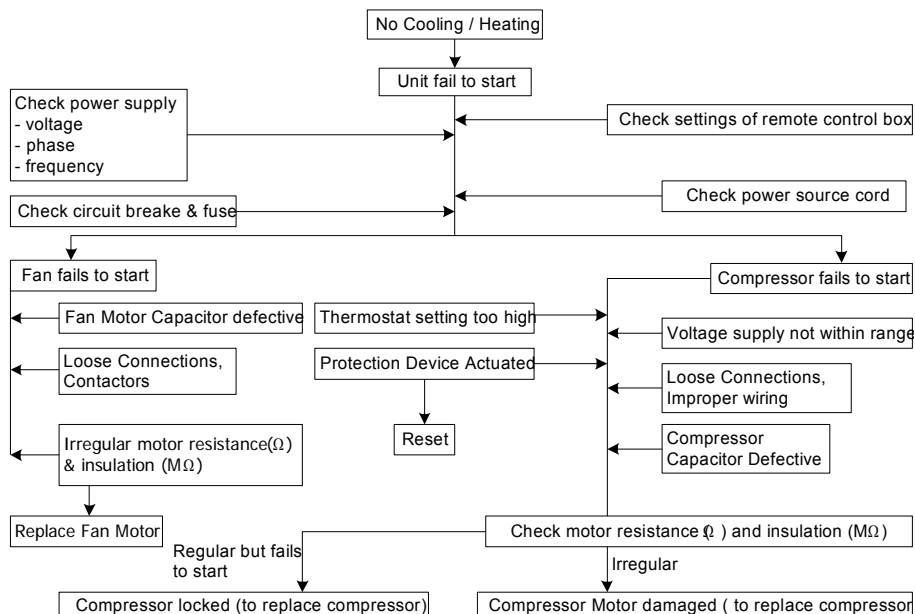 No Cooling / Heating
Unit fail to start
Check power supply
- voltage
- phase
- frequency
Check settings of remote control box
Check power source cord
Check circuit breake & fuse
Fan fails to start
Compressor fails to start
Fan Motor Capacitor defective
Thermostat setting too high
Voltage supply not within range
Loose Connections,
Contactors
Protection Device Actuated
Loose Connections,
Improper wiring
Reset
Irregular motor resistance(Ω)
& insulation (MΩ)
Compressor
Capacitor Defective
Replace Fan Motor
Check motor resistance(Ω ) and insulation (MΩ)
Regular but fails
to start
Irregular
Compressor locked (to replace compressor)
Compressor Motor damaged ( to replace compressor